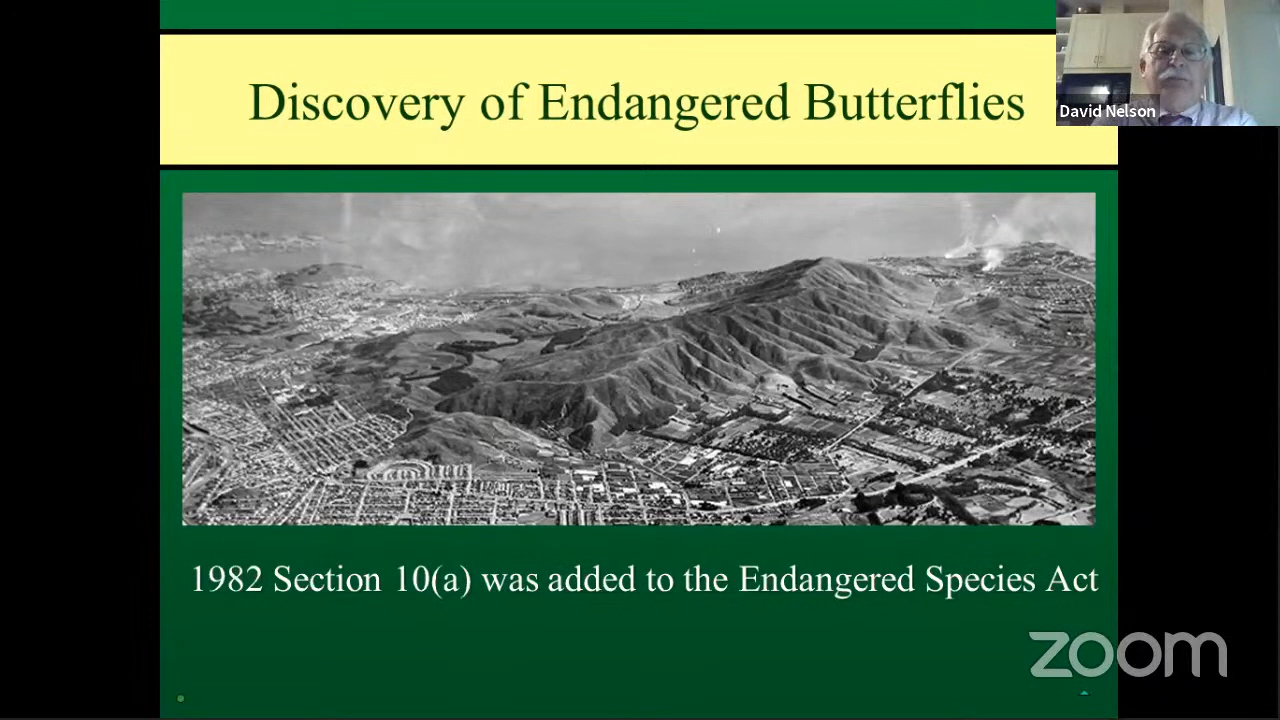 Discovery of Endangered Butterflies
David Nelson
1982 Section 10(a) was added to the Endangered Species Act
zoom